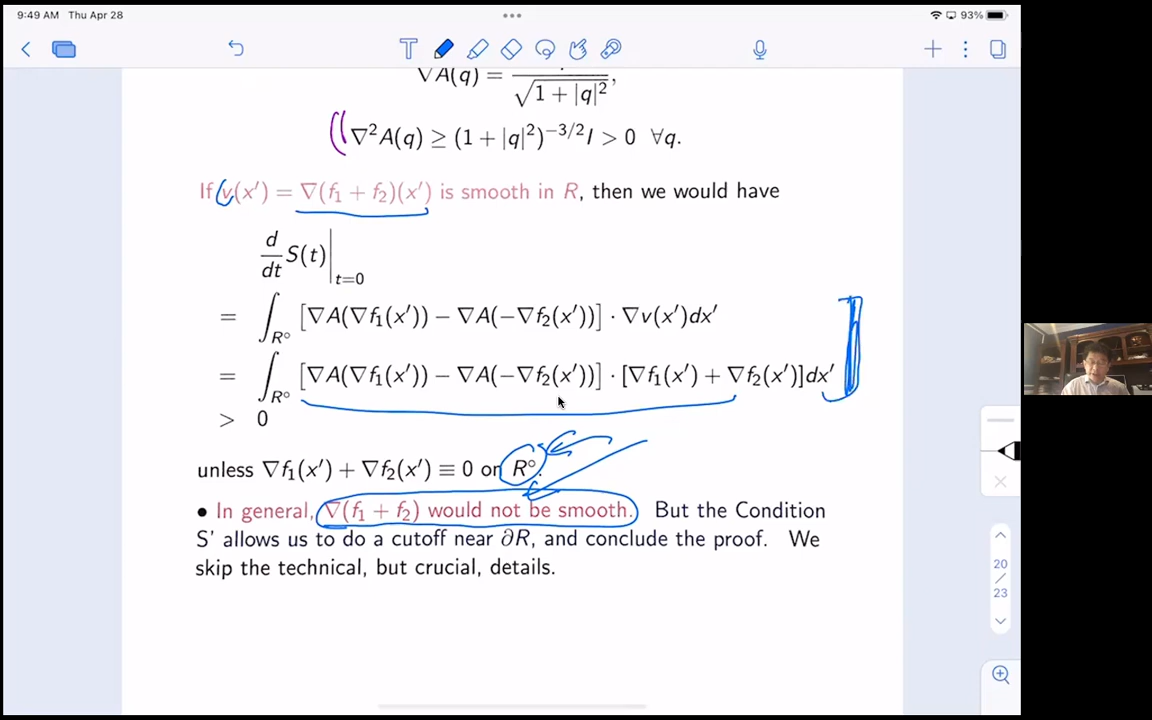 9:49 AM Thu Apr 28
93%
∇A(q) = / √1 + |q|²,
∇²A(q) ≥ (1 + |q|²)^{-3/2}I > 0 ∀q.
If v(x′) = ∇(f₁ + f₂)(x′) is smooth in R, then we would have
d/dt S(t)|_{t=0}
= ∫_{R°} [∇A(∇f₁(x′)) − ∇A(−∇f₂(x′))] · ∇v(x′)dx′
= ∫_{R°} [∇A(∇f₁(x′)) − ∇A(−∇f₂(x′))] · [∇f₁(x′) + ∇f₂(x′)]dx′
> 0
unless ∇f₁(x′) + ∇f₂(x′) ≡ 0 on R°.
• In general, ∇(f₁ + f₂) would not be smooth. But the Condition
S' allows us to do a cutoff near ∂R, and conclude the proof. We
skip the technical, but crucial, details.
20
/
23